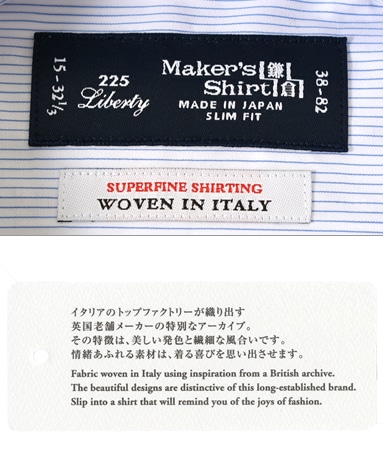 15 - 32 1/3
225
Liberty
Maker's
Shirt 鎌倉
MADE IN JAPAN
SLIM FIT
38 - 82
SUPERFINE SHIRTING
WOVEN IN ITALY
イタリアのトップファクトリーが織り出す
英国老舗メーカーの特別なアーカイブ。
その特徴は、美しい発色と繊細な風合いです。
情緒あふれる素材は、着る喜びを思い出させます。
Fabric woven in Italy using inspiration from a British archive.
The beautiful designs are distinctive of this long-established brand.
Slip into a shirt that will remind you of the joys of fashion.